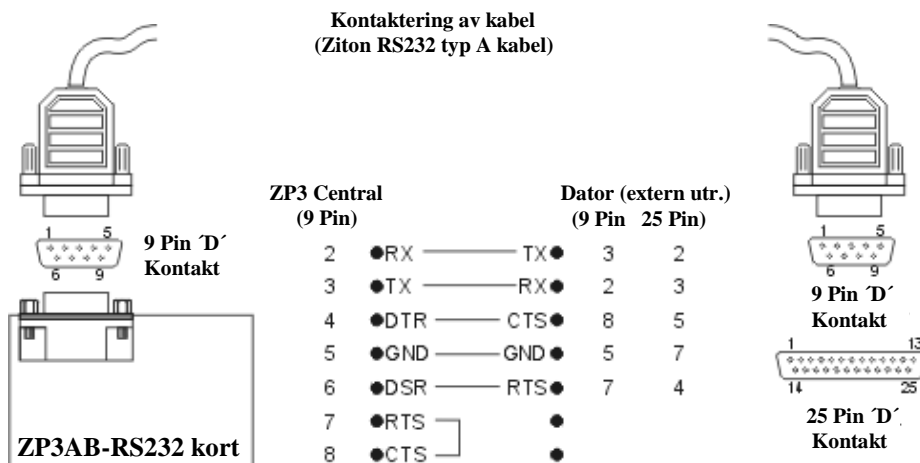 Kontaktering av kabel
(Ziton RS232 typ A kabel)
ZP3 Central
(9 Pin)
Dator (extern utr.)
(9 Pin 25 Pin)
1 5
6 9
9 Pin ´D´
Kontakt
2 RX TX 3 2
3 TX RX 2 3
4 DTR CTS 8 5
5 GND GND 5 7
6 DSR RTS 7 4
7 RTS
8 CTS
ZP3AB-RS232 kort
1 5
6 9
9 Pin ´D´
Kontakt
1 13
14 25
25 Pin ´D´
Kontakt